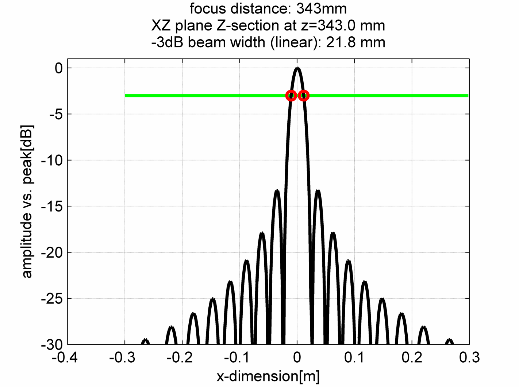 focus distance: 343mm
XZ plane Z-section at z=343.0 mm
-3dB beam width (linear): 21.8 mm
amplitude vs. peak[dB]
0
-5
-10
-15
-20
-25
-30
-0.4 -0.3 -0.2 -0.1 0 0.1 0.2 0.3
x-dimension[m]